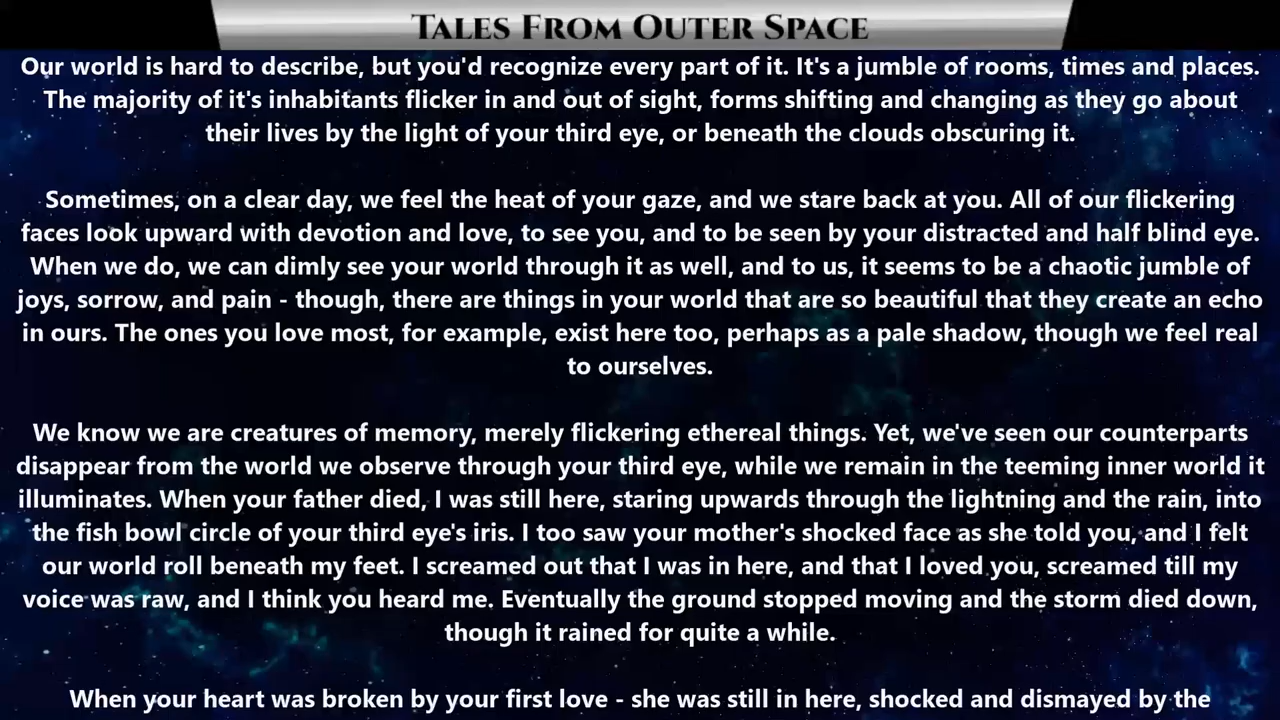 Tales From Outer Space
Our world is hard to describe, but you'd recognize every part of it. It's a jumble of rooms, times and places.
The majority of it's inhabitants flicker in and out of sight, forms shifting and changing as they go about
their lives by the light of your third eye, or beneath the clouds obscuring it.
Sometimes, on a clear day, we feel the heat of your gaze, and we stare back at you. All of our flickering
faces look upward with devotion and love, to see you, and to be seen by your distracted and half blind eye.
When we do, we can dimly see your world through it as well, and to us, it seems to be a chaotic jumble of
joys, sorrow, and pain - though, there are things in your world that are so beautiful that they create an echo
in ours. The ones you love most, for example, exist here too, perhaps as a pale shadow, though we feel real
to ourselves.
We know we are creatures of memory, merely flickering ethereal things. Yet, we've seen our counterparts
disappear from the world we observe through your third eye, while we remain in the teeming inner world it
illuminates. When your father died, I was still here, staring upwards through the lightning and the rain, into
the fish bowl circle of your third eye's iris. I too saw your mother's shocked face as she told you, and I felt
our world roll beneath my feet. I screamed out that I was in here, and that I loved you, screamed till my
voice was raw, and I think you heard me. Eventually the ground stopped moving and the storm died down,
though it rained for quite a while.
When your heart was broken by your first love - she was still in here, shocked and dismayed by the